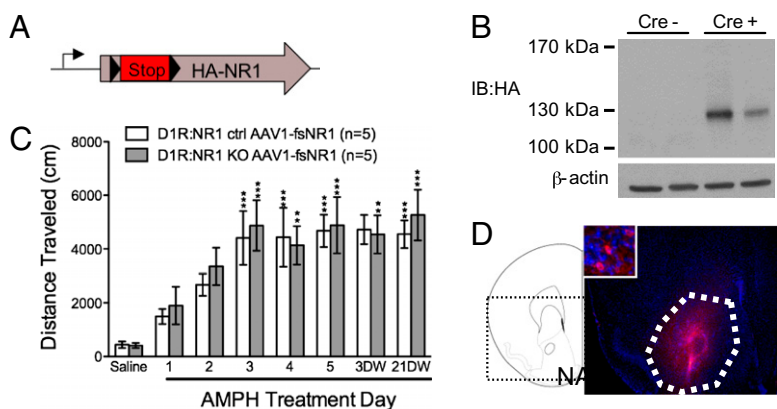 A
Stop
HA-NR1
B
Cre -
Cre +
170 kDa
IB:HA
130 kDa
100 kDa
β-actin
C
D1R:NR1 ctrl AAV1-fsNR1 (n=5)
D1R:NR1 KO AAV1-fsNR1 (n=5)
Distance Traveled (cm)
8000
6000
4000
2000
0
***
***
***
**
***
***
**
***
***
Saline
1
2
3
4
5
3DW
21DW
AMPH Treatment Day
D
NA